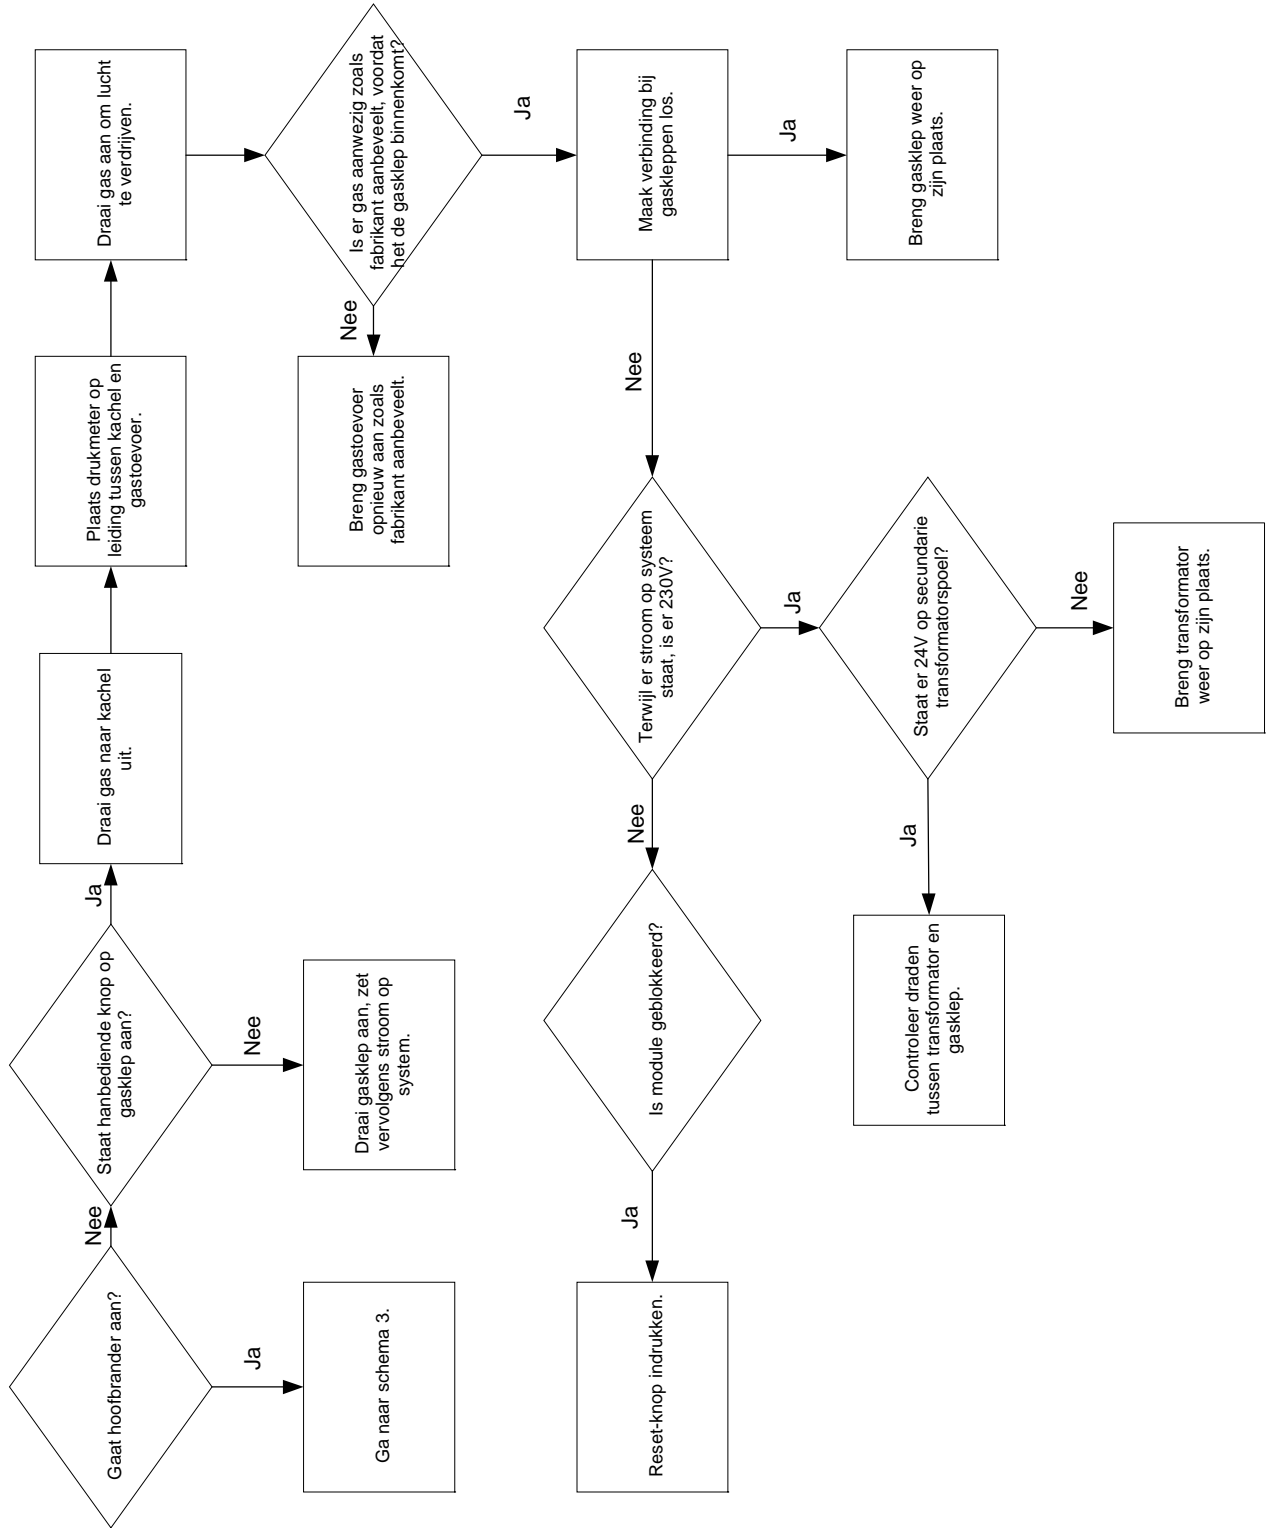 Gaat hoofbrander aan?
Nee
Ja
Ga naar schema 3.
Staat hanbediende knop op
gasklep aan?
Ja
Nee
Draai gasklep aan, zet
vervolgens stroom op
system.
Draai gas naar kachel
uit.
Plaats drukmeter op
leiding tussen kachel en
gastoevoer.
Draai gas aan om lucht
te verdrijven.
Is er gas aanwezig zoals
fabrikant aanbeveelt, voordat
het de gasklep binnenkomt?
Nee
Ja
Breng gastoevoer
opnieuw aan zoals
fabrikant aanbeveelt.
Maak verbinding bij
gaskleppen los.
Ja
Nee
Breng gasklep weer op
zijn plaats.
Terwijl er stroom op systeem
staat, is er 230V?
Nee
Ja
Is module geblokkeerd?
Ja
Reset-knop indrukken.
Staat er 24V op secundarie
transformatorspoel?
Ja
Nee
Controleer draden
tussen transformator en
gasklep.
Breng transformator
weer op zijn plaats.